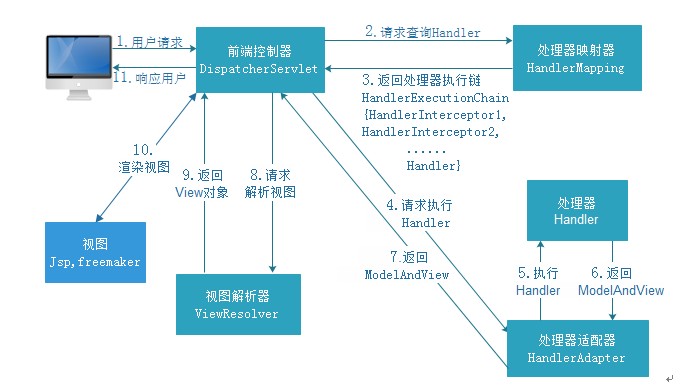 1.用户请求
11.响应用户
前端控制器
DispatcherServlet
2.请求查询Handler
处理器映射器
HandlerMapping
3.返回处理器执行链
HandlerExecutionChain
{HandlerInterceptor1,
HandlerInterceptor2,
......
Handler}
10.
渲染视图
9.返回
View对象
8.请求
解析视图
4.请求执行
Handler
处理器
Handler
视图
Jsp,freemaker
7.返回
ModelAndView
5.执行
Handler
6.返回
ModelAndView
视图解析器
ViewResolver
处理器适配器
HandlerAdapter